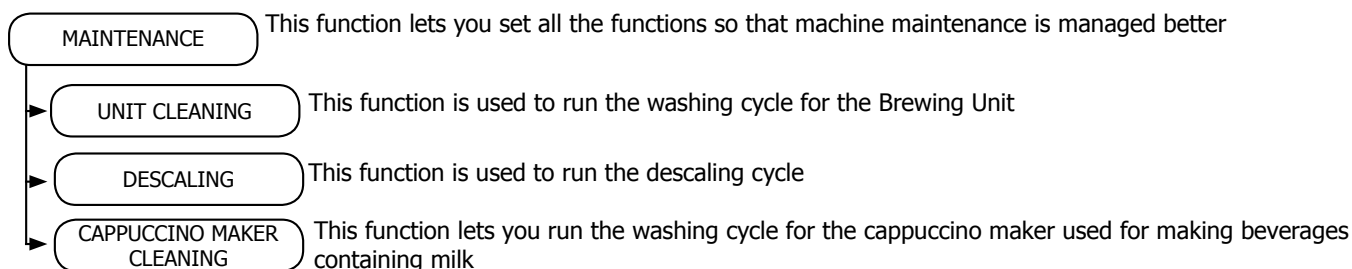 MAINTENANCE This function lets you set all the functions so that machine maintenance is managed better
UNIT CLEANING This function is used to run the washing cycle for the Brewing Unit
DESCALING This function is used to run the descaling cycle
CAPPUCCINO MAKER
CLEANING
This function lets you run the washing cycle for the cappuccino maker used for making beverages
containing milk